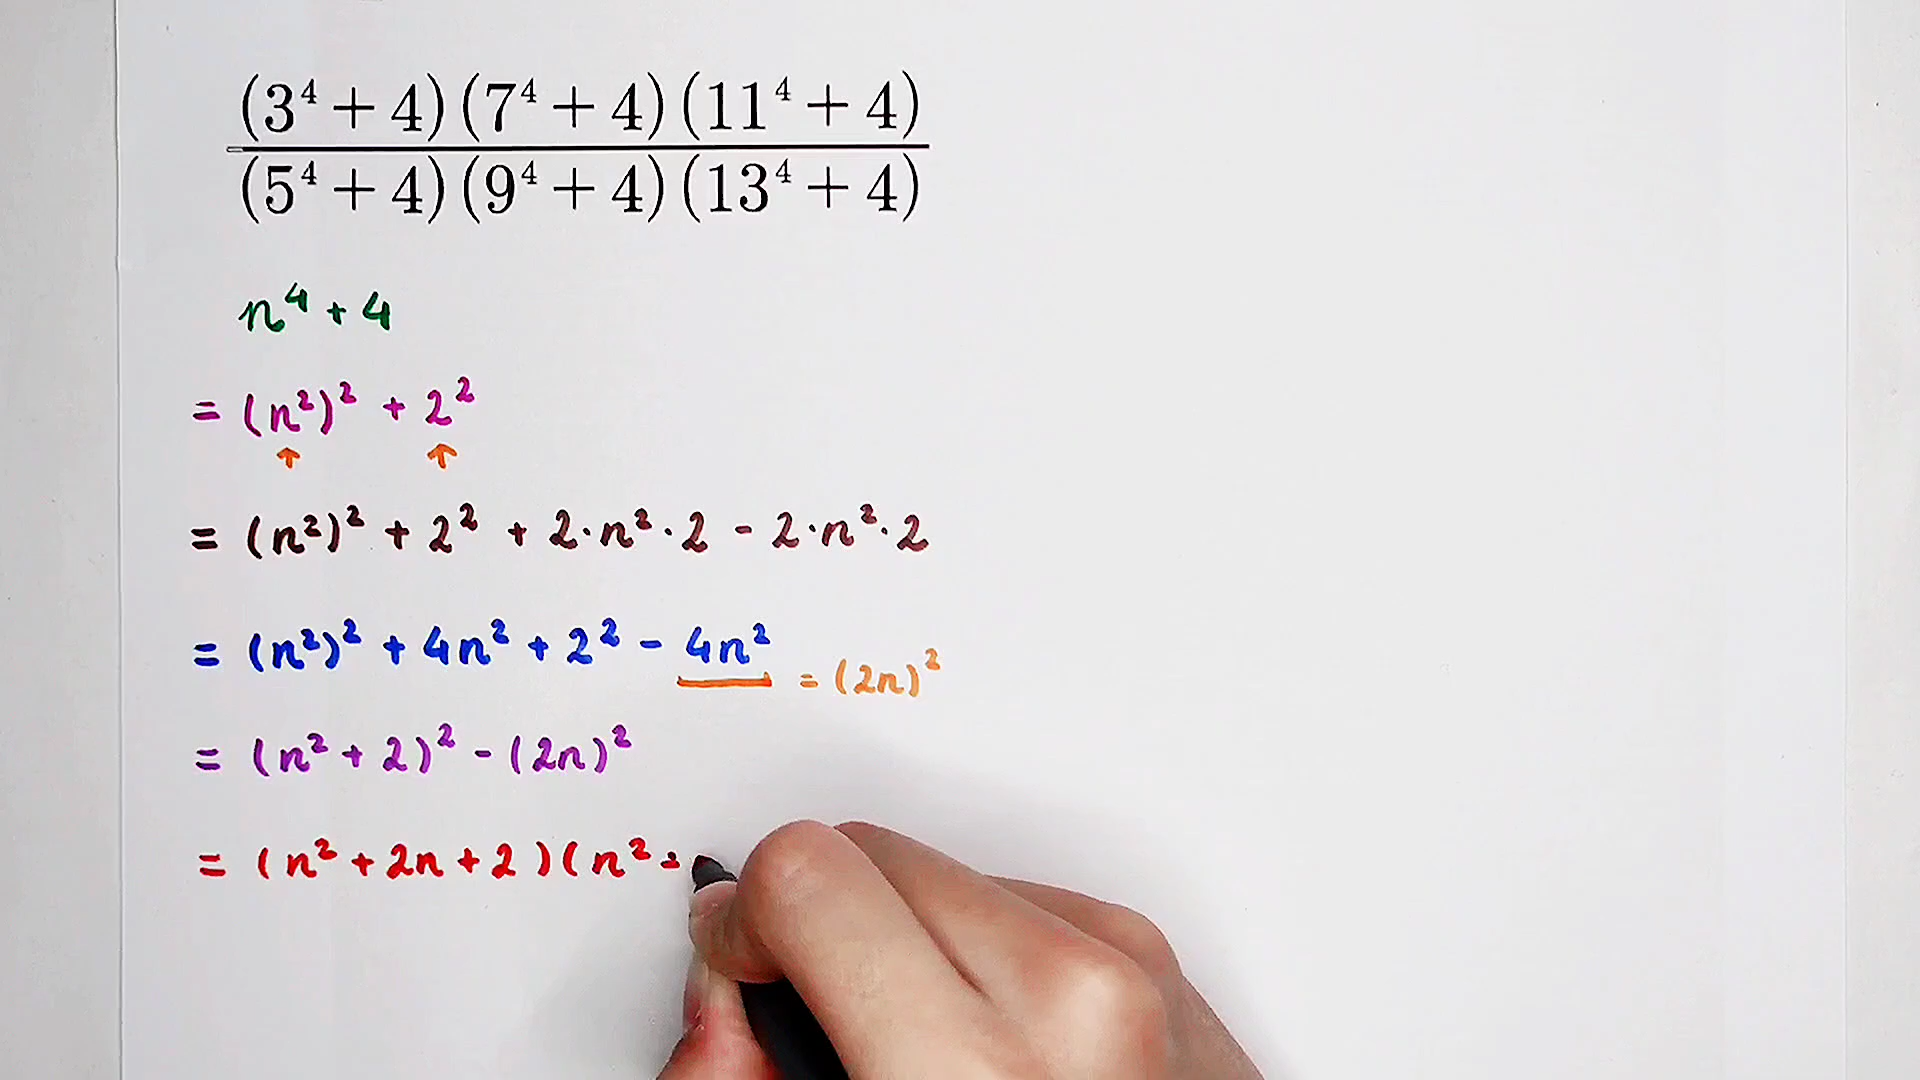 (3⁴ + 4)(7⁴ + 4)(11⁴ + 4)
(5⁴ + 4)(9⁴ + 4)(13⁴ + 4)
n⁴ + 4
= (n²)² + 2²
↑ ↑
= (n²)² + 2² + 2·n²·2 - 2·n²·2
= (n²)² + 4n² + 2² - 4n² = (2n)²
= (n² + 2)² - (2n)²
= (n² + 2n + 2)(n² -